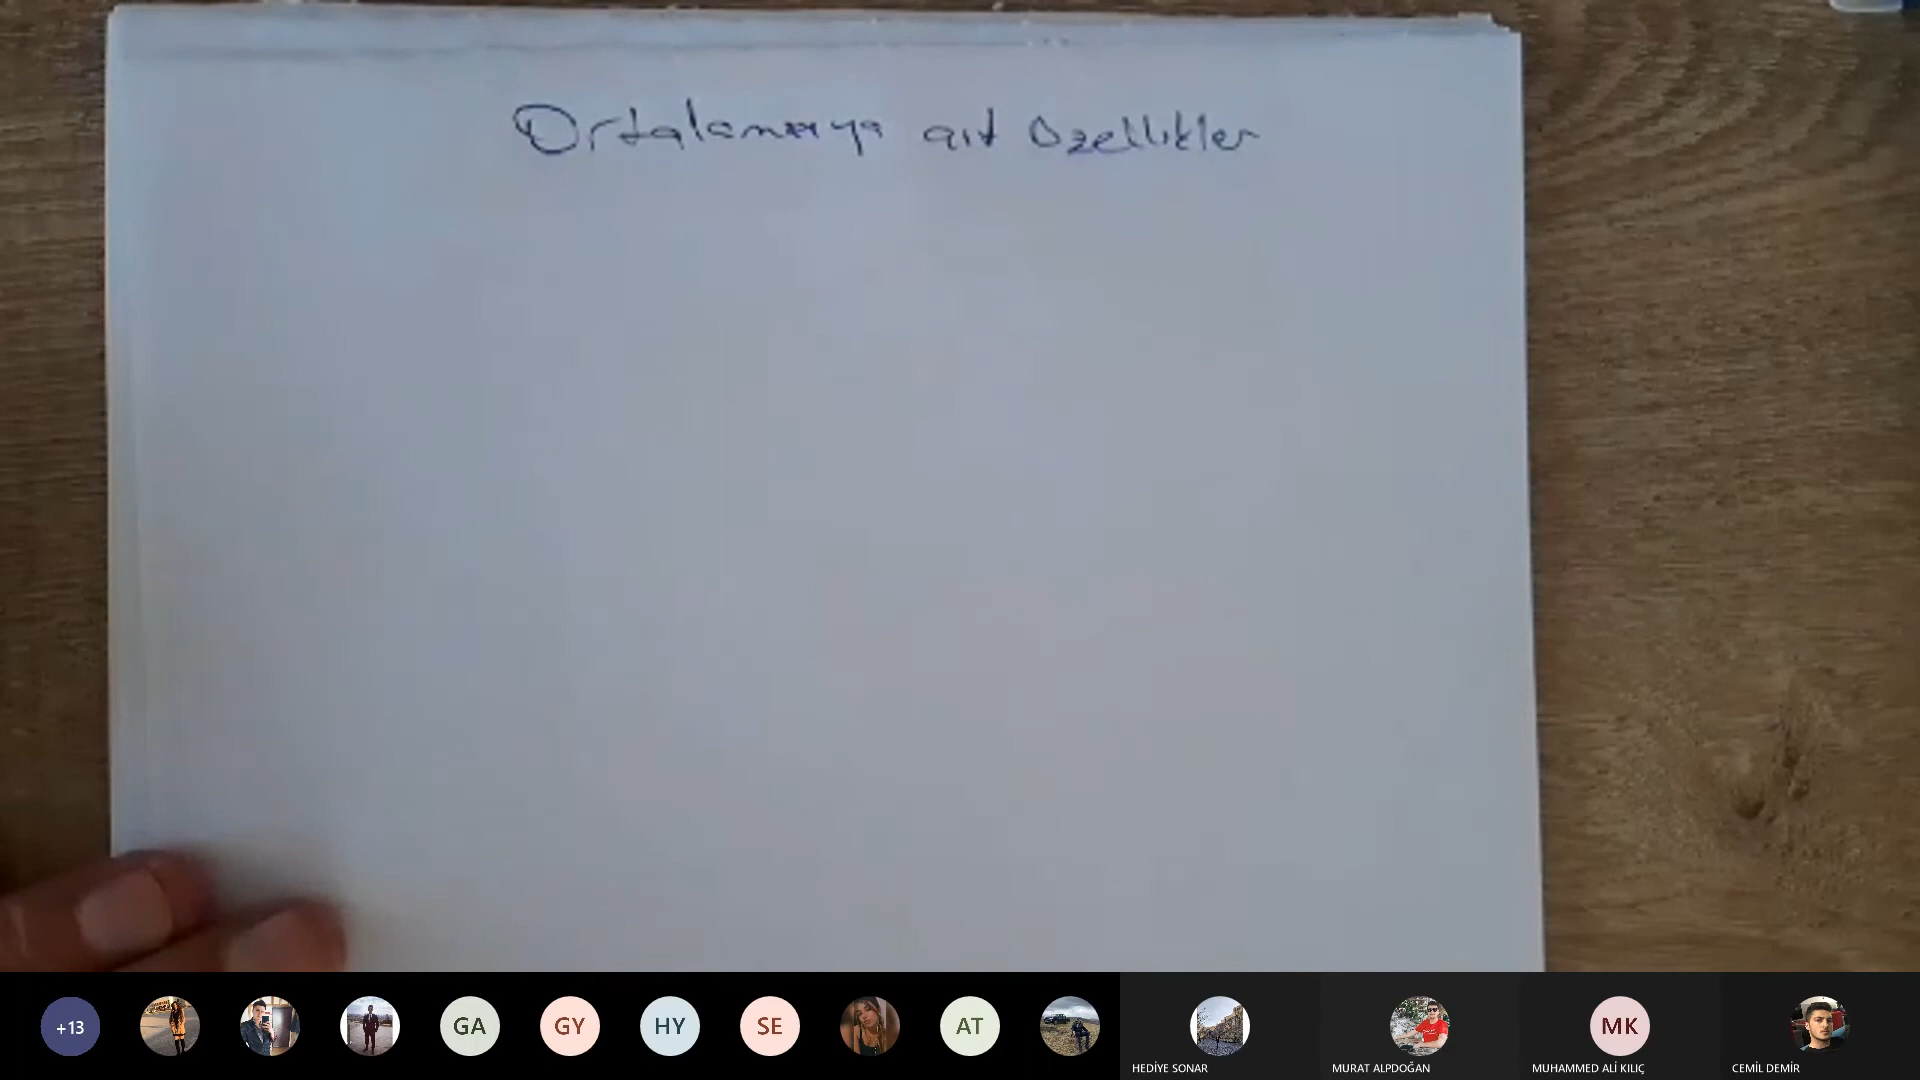 Ortalamaya ait özellikler
+13
GA
GY
HY
SE
AT
MK
HEDİYE SONAR
MURAT ALPDOĞAN
MUHAMMED ALİ KILIÇ
CEMİL DEMİR